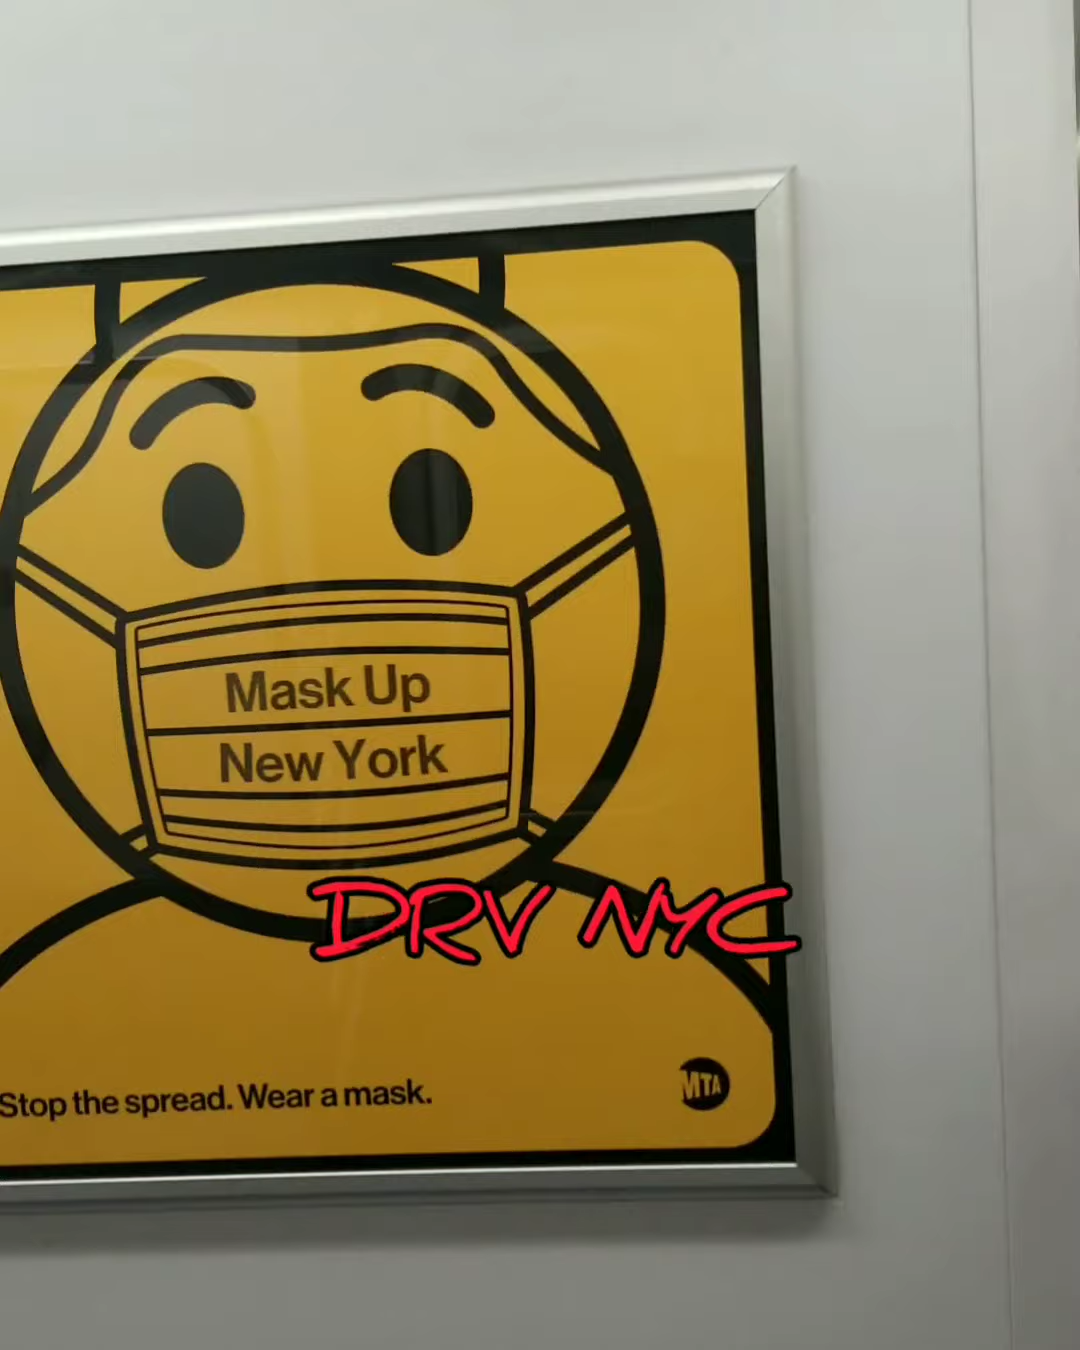 Mask Up
New York
DRV NYC
Stop the spread. Wear a mask.
MTA